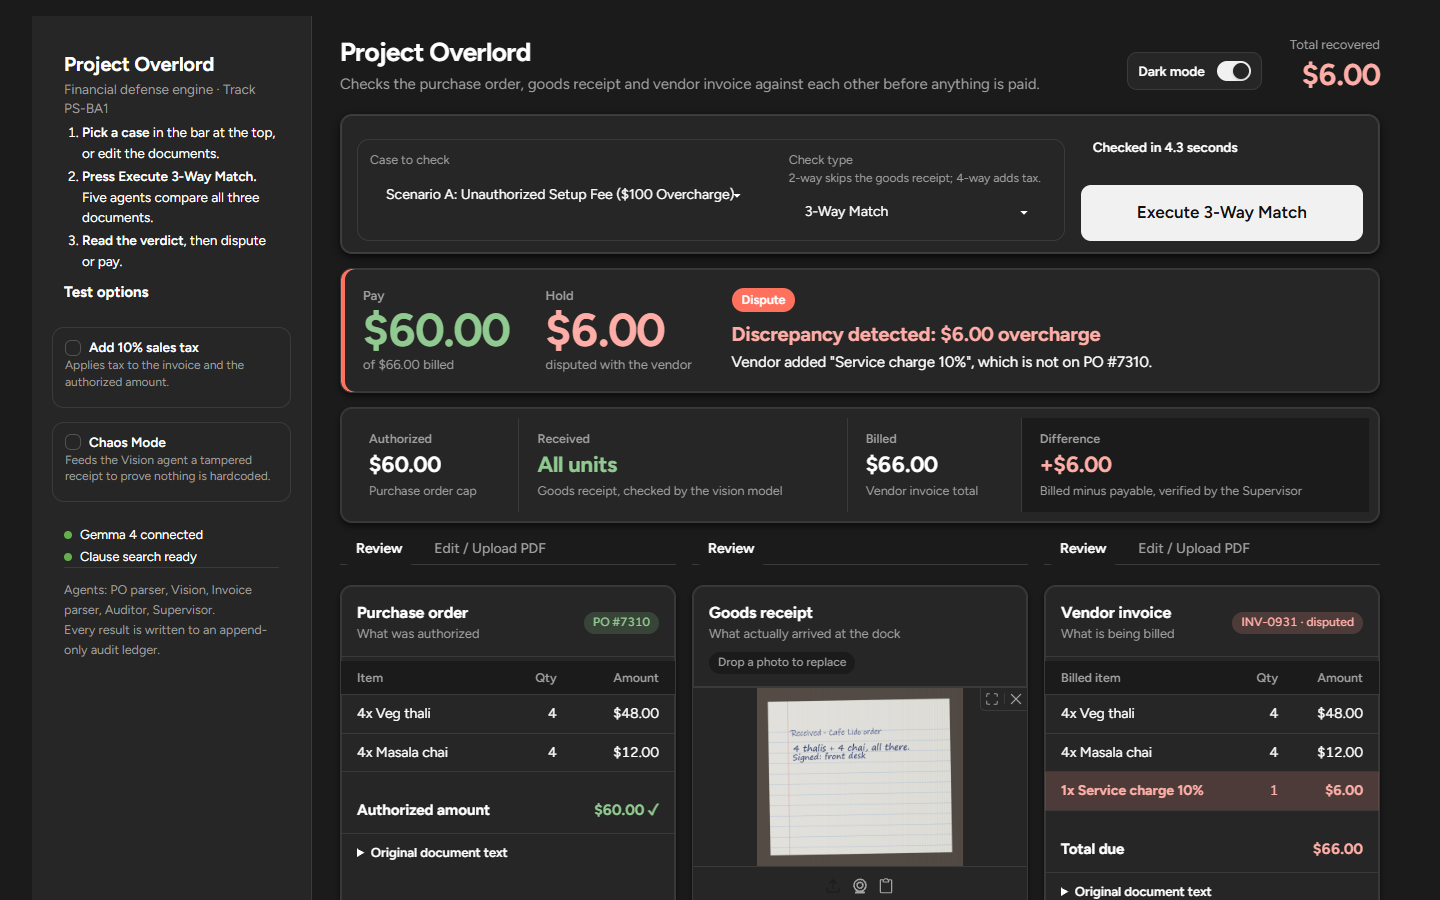 Project Overlord
Financial defense engine · Track
PS-BA1
1. Pick a case in the bar at the top,
or edit the documents.
2. Press Execute 3-Way Match.
Five agents compare all three
documents.
3. Read the verdict, then dispute
or pay.
Test options
Add 10% sales tax
Applies tax to the invoice and the
authorized amount.
Chaos Mode
Feeds the Vision agent a tampered
receipt to prove nothing is hardcoded.
Gemma 4 connected
Clause search ready
Agents: PO parser, Vision, Invoice
parser, Auditor, Supervisor.
Every result is written to an append-
only audit ledger.
Project Overlord
Checks the purchase order, goods receipt and vendor invoice against each other before anything is paid.
Dark mode
Total recovered
$6.00
Case to check
Scenario A: Unauthorized Setup Fee ($100 Overcharge)
Check type
2-way skips the goods receipt; 4-way adds tax.
3-Way Match
Checked in 4.3 seconds
Execute 3-Way Match
Pay
$60.00
of $66.00 billed
Hold
$6.00
disputed with the vendor
Dispute
Discrepancy detected: $6.00 overcharge
Vendor added "Service charge 10%", which is not on PO #7310.
Authorized
$60.00
Purchase order cap
Received
All units
Goods receipt, checked by the vision model
Billed
$66.00
Vendor invoice total
Difference
+$6.00
Billed minus payable, verified by the Supervisor
Review Edit / Upload PDF
Purchase order
What was authorized
PO #7310
Item Qty Amount
4x Veg thali 4 $48.00
4x Masala chai 4 $12.00
Authorized amount $60.00 ✓
Original document text
Review
Goods receipt
What actually arrived at the dock
Drop a photo to replace
Received - Cafe Lido order
4 thalis + 4 chai, all there.
Signed: front desk
Review Edit / Upload PDF
Vendor invoice
What is being billed
INV-0931 · disputed
Billed item Qty Amount
4x Veg thali 4 $48.00
4x Masala chai 4 $12.00
1x Service charge 10% 1 $6.00
Total due $66.00
Original document text